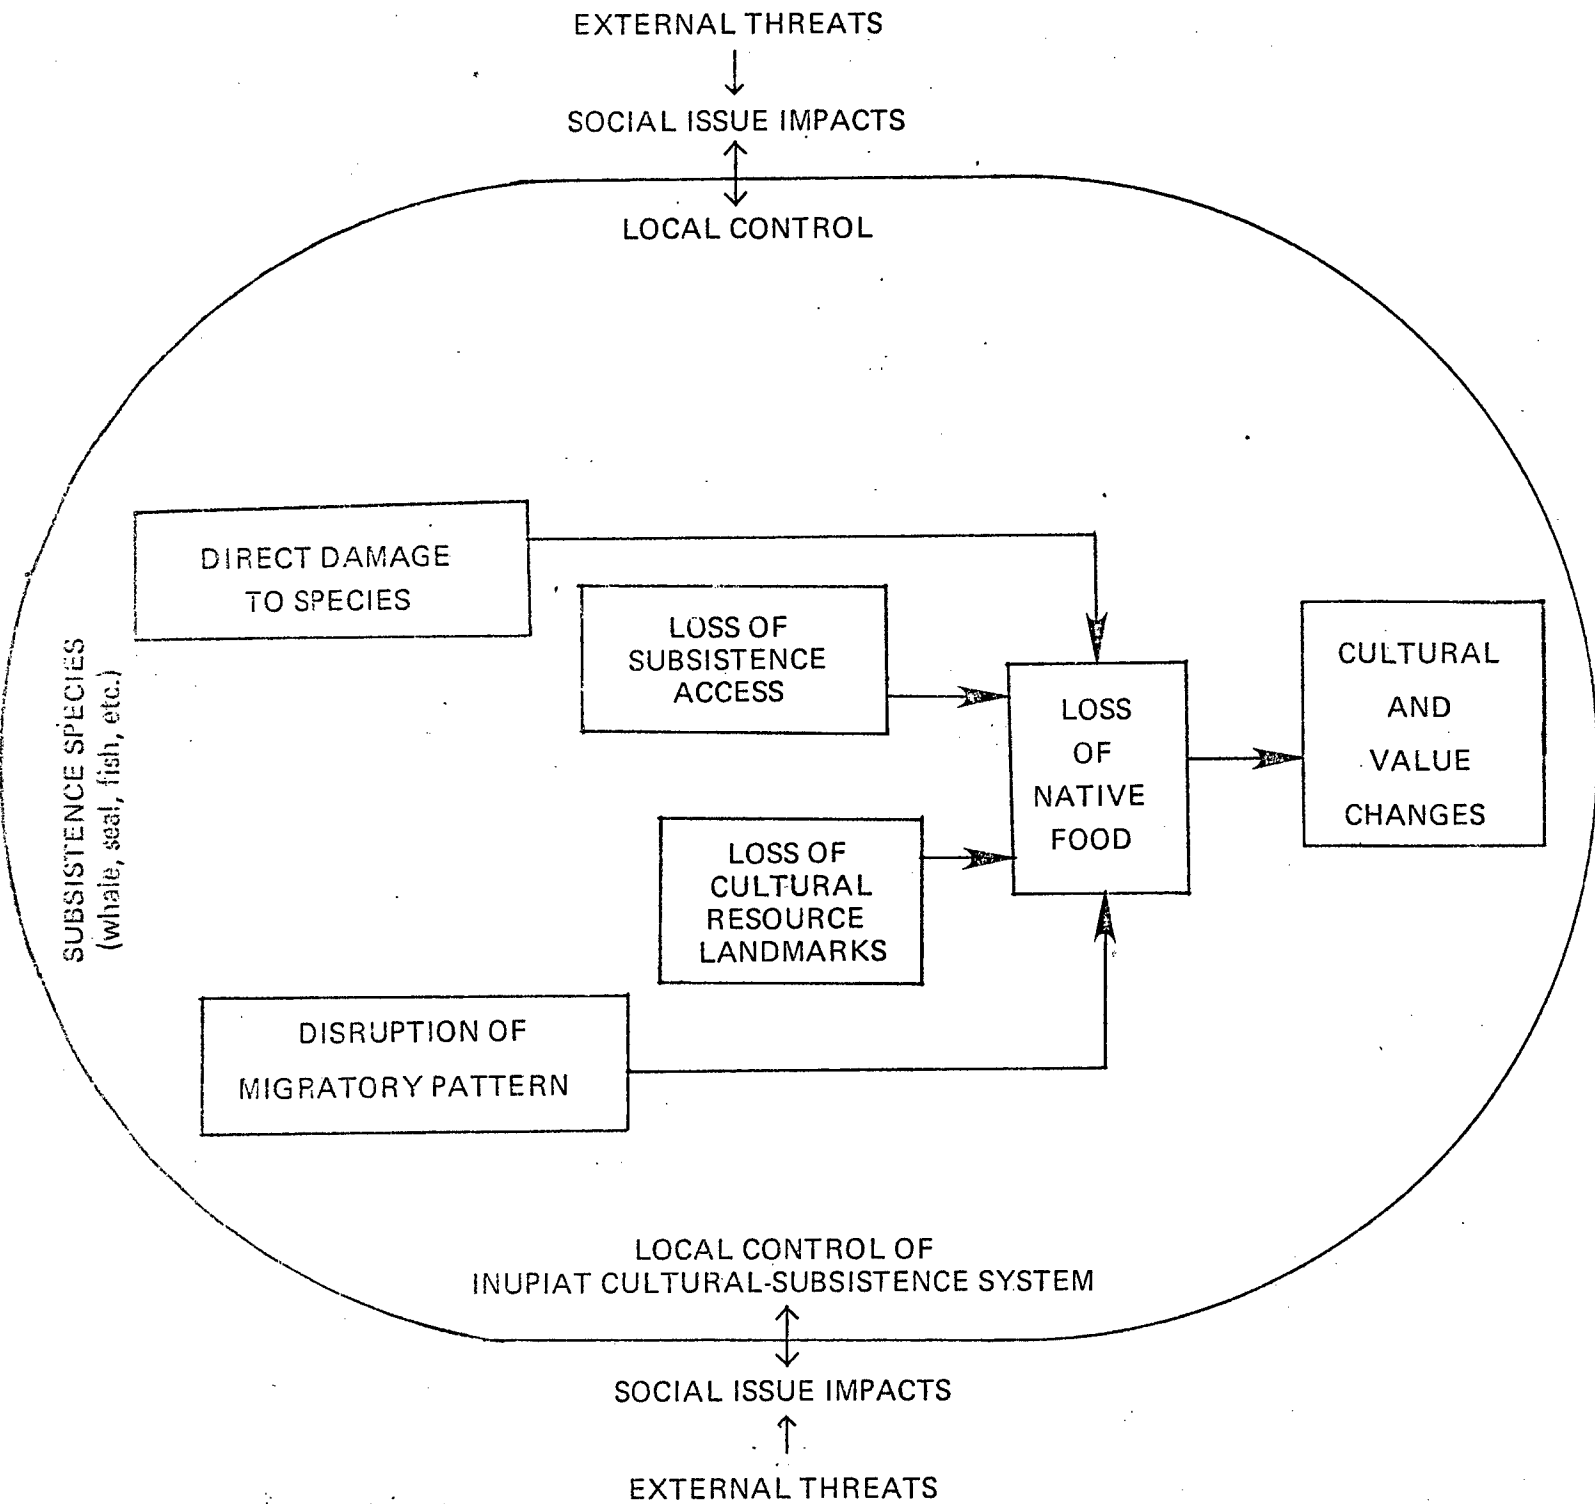 EXTERNAL THREATS
SOCIAL ISSUE IMPACTS
LOCAL CONTROL
DIRECT DAMAGE
TO SPECIES
LOSS OF
SUBSISTENCE
ACCESS
SUBSISTENCE SPECIES
(whale, seal, fish, etc.)
LOSS
OF
NATIVE
FOOD
CULTURAL
AND
VALUE
CHANGES
LOSS OF
CULTURAL
RESOURCE
LANDMARKS
DISRUPTION OF
MIGRATORY PATTERN
LOCAL CONTROL OF
INUPIAT CULTURAL-SUBSISTENCE SYSTEM
SOCIAL ISSUE IMPACTS
EXTERNAL THREATS